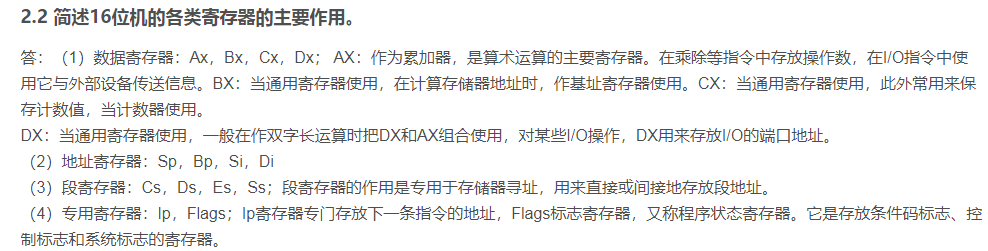 2.2 简述16位机的各类寄存器的主要作用。
答：（1）数据寄存器：Ax，Bx，Cx，Dx； AX：作为累加器，是算术运算的主要寄存器。在乘除等指令中存放操作数，在I/O指令中使
用它与外部设备传送信息。BX：当通用寄存器使用，在计算存储器地址时，作基址寄存器使用。CX：当通用寄存器使用，此外常用来保
存计数值，当计数器使用。
DX：当通用寄存器使用，一般在作双字长运算时把DX和AX组合使用，对某些I/O操作，DX用来存放I/O的端口地址。
（2）地址寄存器：Sp，Bp，Si，Di
（3）段寄存器：Cs，Ds，Es，Ss；段寄存器的作用是专用于存储器寻址，用来直接或间接地存放段地址。
（4）专用寄存器：Ip，Flags；Ip寄存器专门存放下一条指令的地址，Flags标志寄存器，又称程序状态寄存器。它是存放条件码标志、控
制标志和系统标志的寄存器。